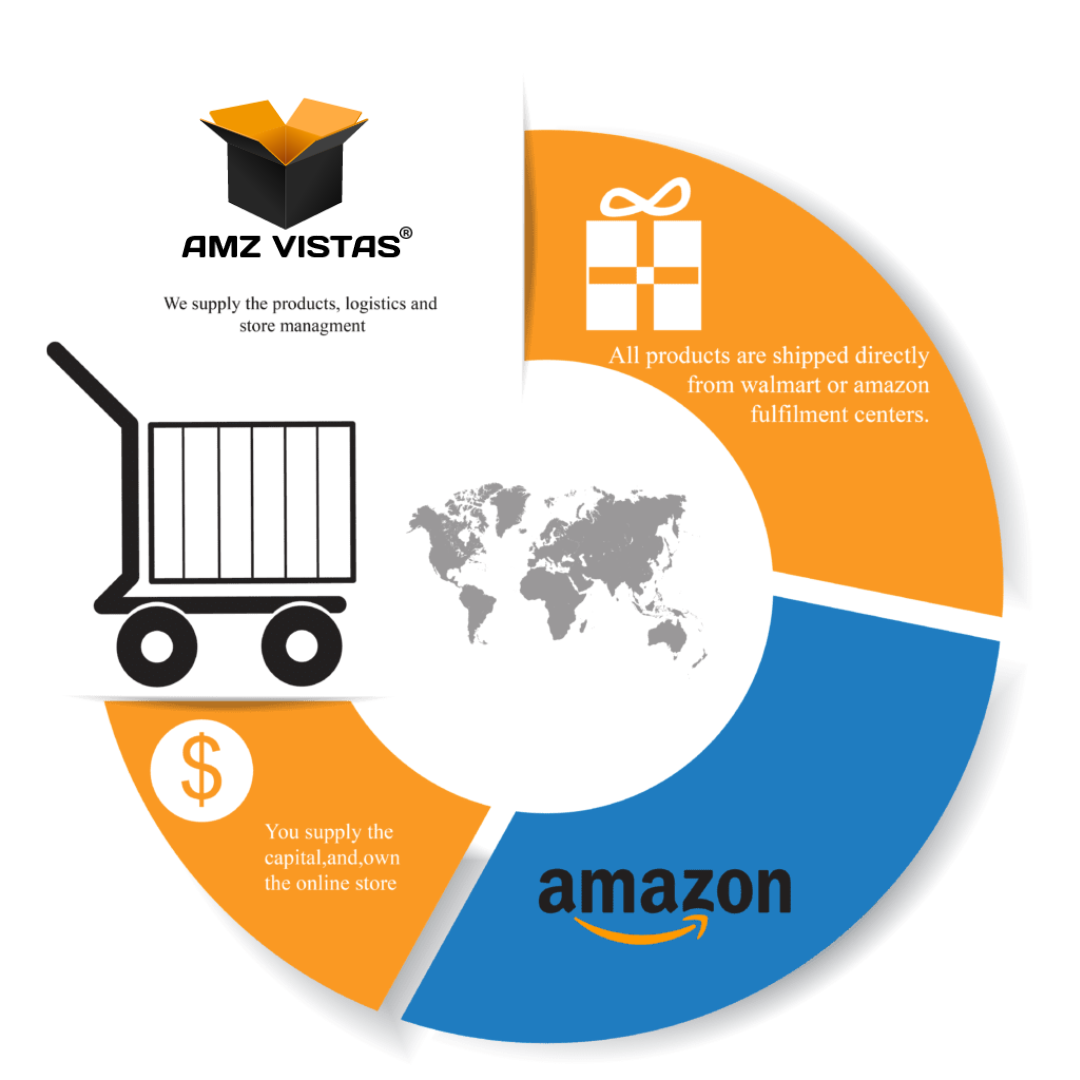 AMZ VISTAS®
We supply the products, logistics and
store managment
All products are shipped directly
from walmart or amazon
fulfilment centers.
$
You supply the
capital,and,own
the online store
amazon